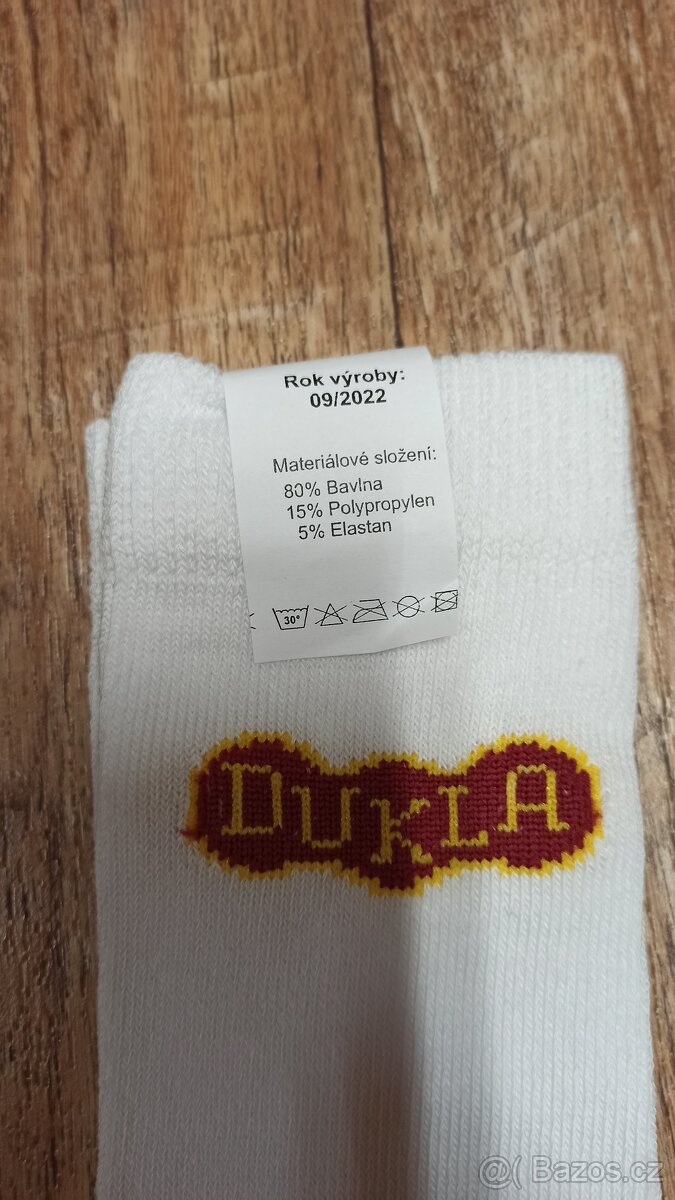 Rok výroby:
09/2022
Materiálové složení:
80% Bavlna
15% Polypropylen
5% Elastan
30°
DUKLA
@( Bazos.cz